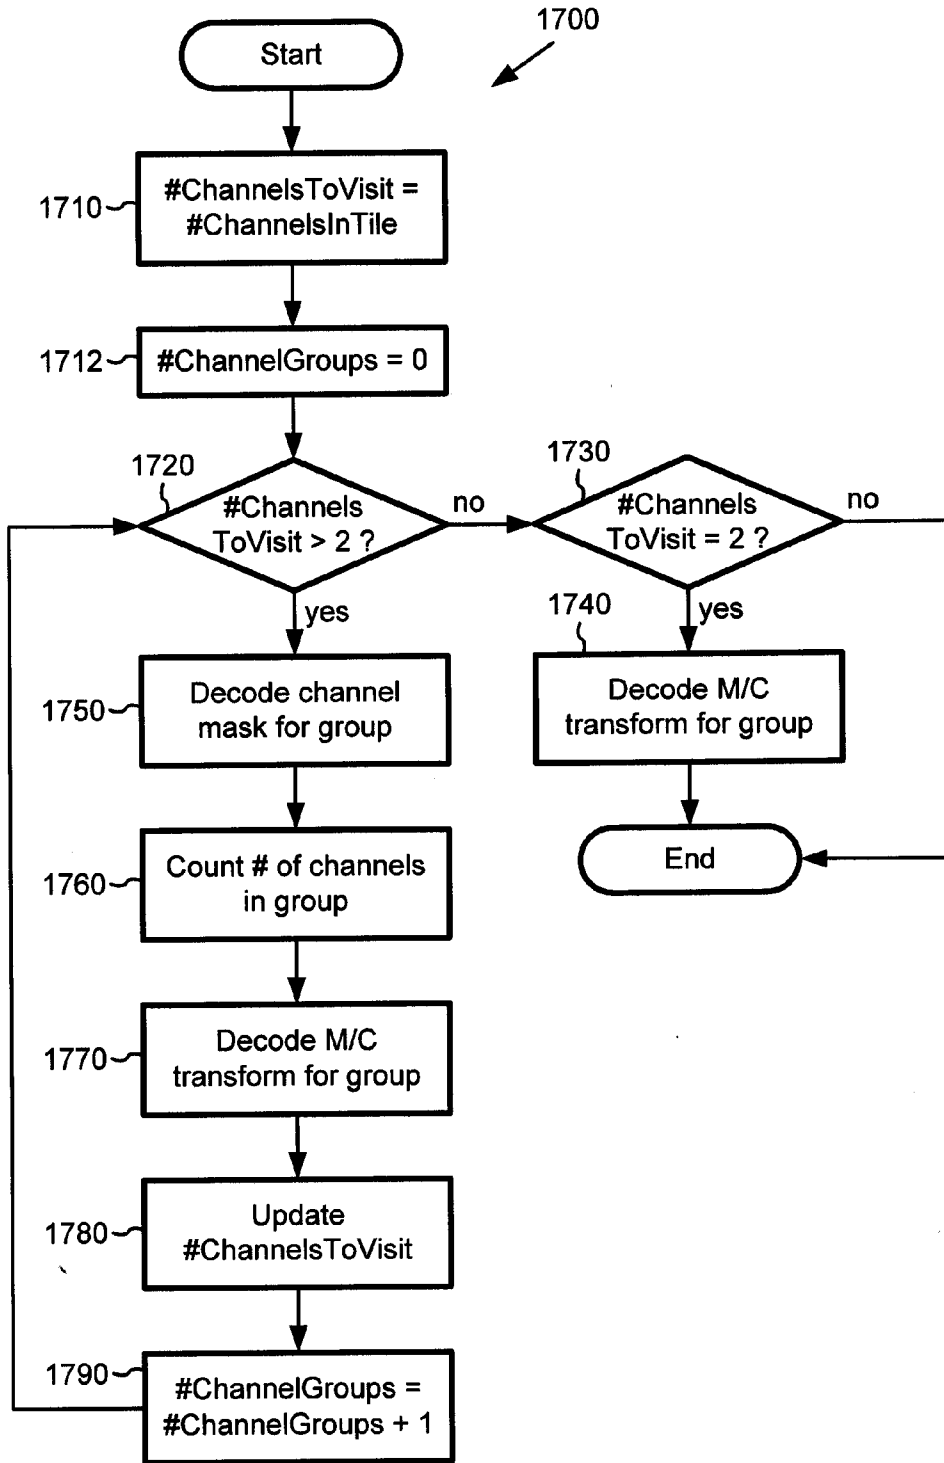 1700
Start
1710
#ChannelsToVisit =
#ChannelsInTile
1712
#ChannelGroups = 0
1720
#Channels
ToVisit > 2 ?
no
1730
#Channels
ToVisit = 2 ?
no
yes
1740
yes
1750
Decode channel
mask for group
Decode M/C
transform for group
1760
Count # of channels
in group
End
1770
Decode M/C
transform for group
1780
Update
#ChannelsToVisit
1790
#ChannelGroups =
#ChannelGroups + 1